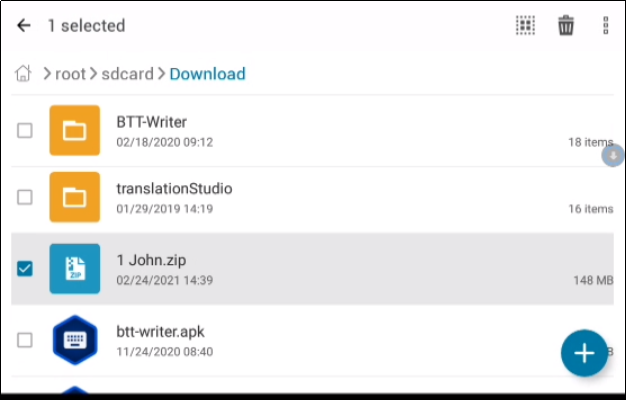 1 selected
root sdcard Download
BTT-Writer
02/18/2020 09:12
18 items
translationStudio
01/29/2019 14:19
16 items
1 John.zip
ZIP
02/24/2021 14:39
148 MB
btt-writer.apk
11/24/2020 08:40
B